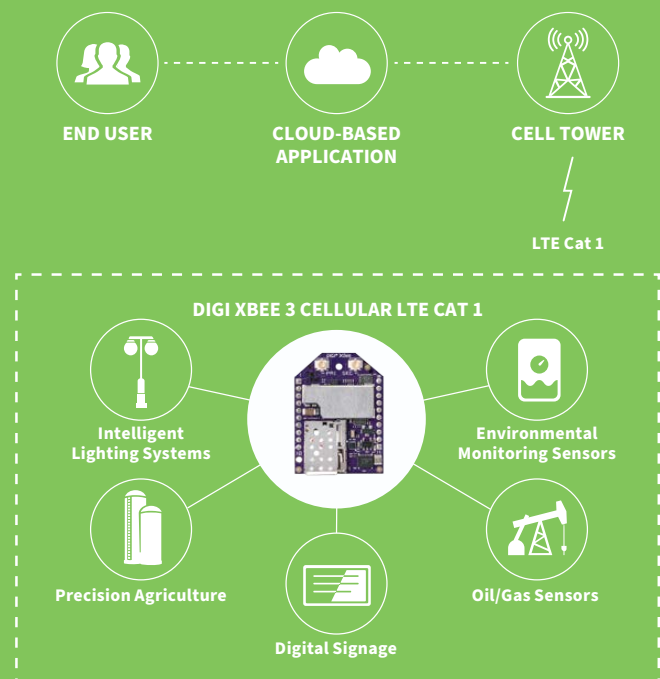 END USER
CLOUD-BASED
APPLICATION
CELL TOWER
LTE Cat 1
DIGI XBEE 3 CELLULAR LTE CAT 1
Intelligent
Lighting Systems
Environmental
Monitoring Sensors
Precision Agriculture
Oil/Gas Sensors
Digital Signage